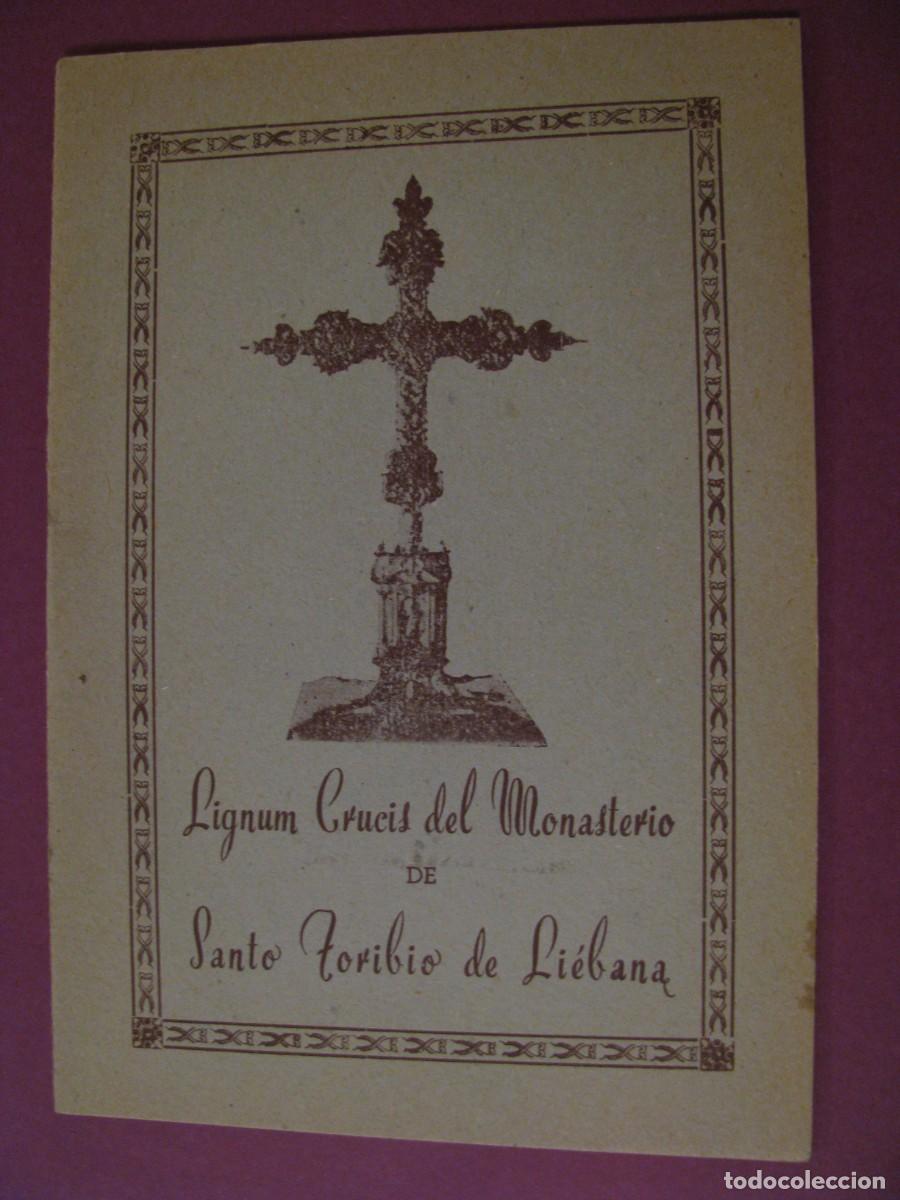 Lignum Crucis del Monasterio
DE
Santo Toribio de Liébana
todocoleccion